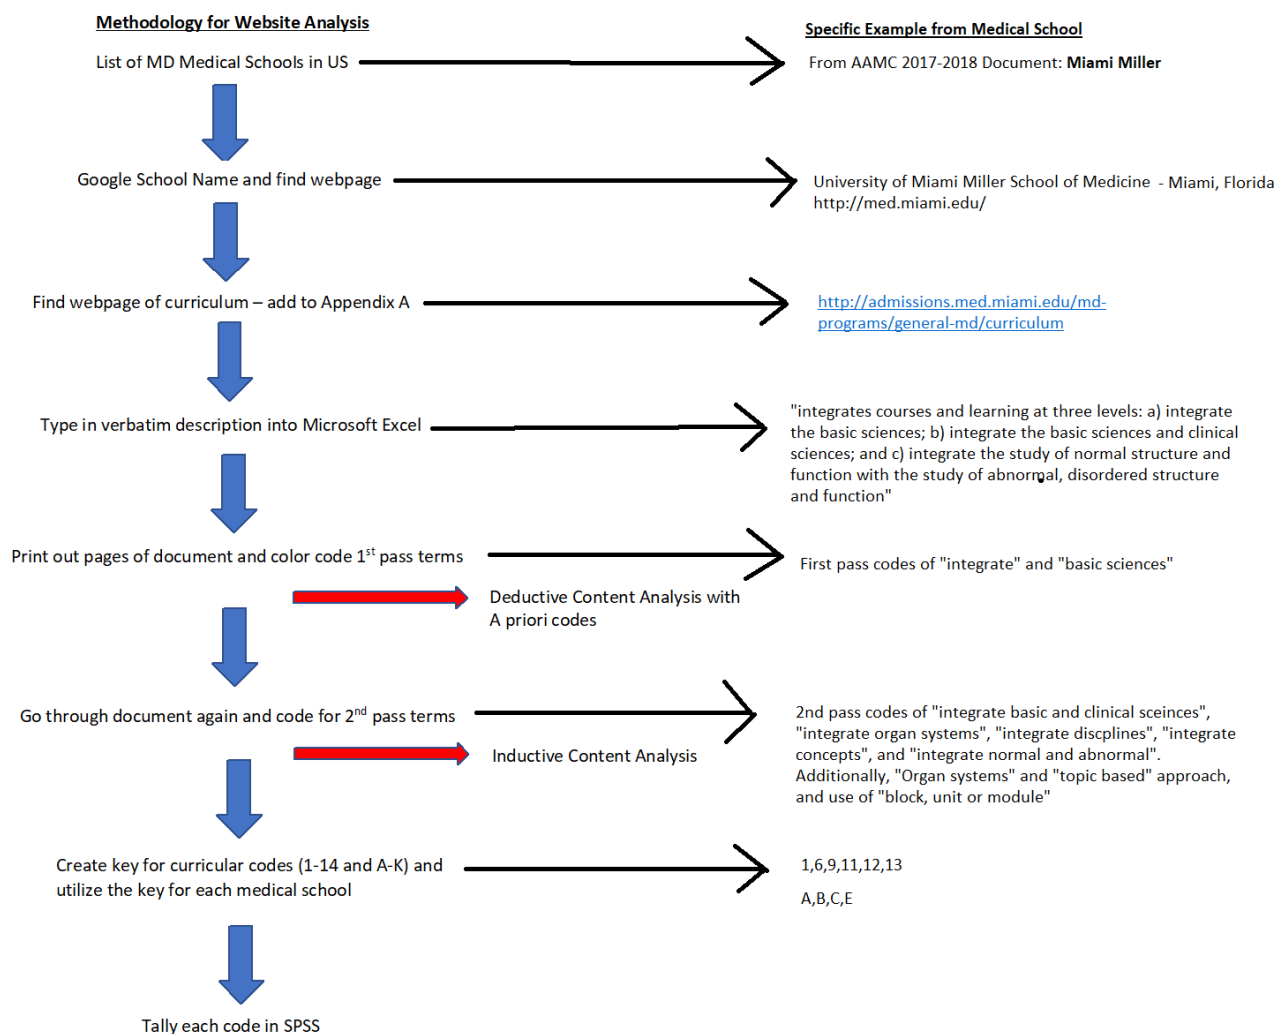 Methodology for Website Analysis
Specific Example from Medical School
List of MD Medical Schools in US
From AAMC 2017-2018 Document: Miami Miller
Google School Name and find webpage
University of Miami Miller School of Medicine - Miami, Florida
http://med.miami.edu/
Find webpage of curriculum – add to Appendix A
http://admissions.med.miami.edu/md-
programs/general-md/curriculum
Type in verbatim description into Microsoft Excel
"integrates courses and learning at three levels: a) integrate
the basic sciences; b) integrate the basic sciences and clinical
sciences; and c) integrate the study of normal structure and
function with the study of abnormal, disordered structure
and function"
Print out pages of document and color code 1st pass terms
First pass codes of "integrate" and "basic sciences"
Deductive Content Analysis with
A priori codes
Go through document again and code for 2nd pass terms
2nd pass codes of "integrate basic and clinical sceinces",
"integrate organ systems", "integrate discplines", "integrate
concepts", and "integrate normal and abnormal".
Additionally, "Organ systems" and "topic based" approach,
and use of "block, unit or module"
Inductive Content Analysis
Create key for curricular codes (1-14 and A-K) and
utilize the key for each medical school
1,6,9,11,12,13
A,B,C,E
Tally each code in SPSS